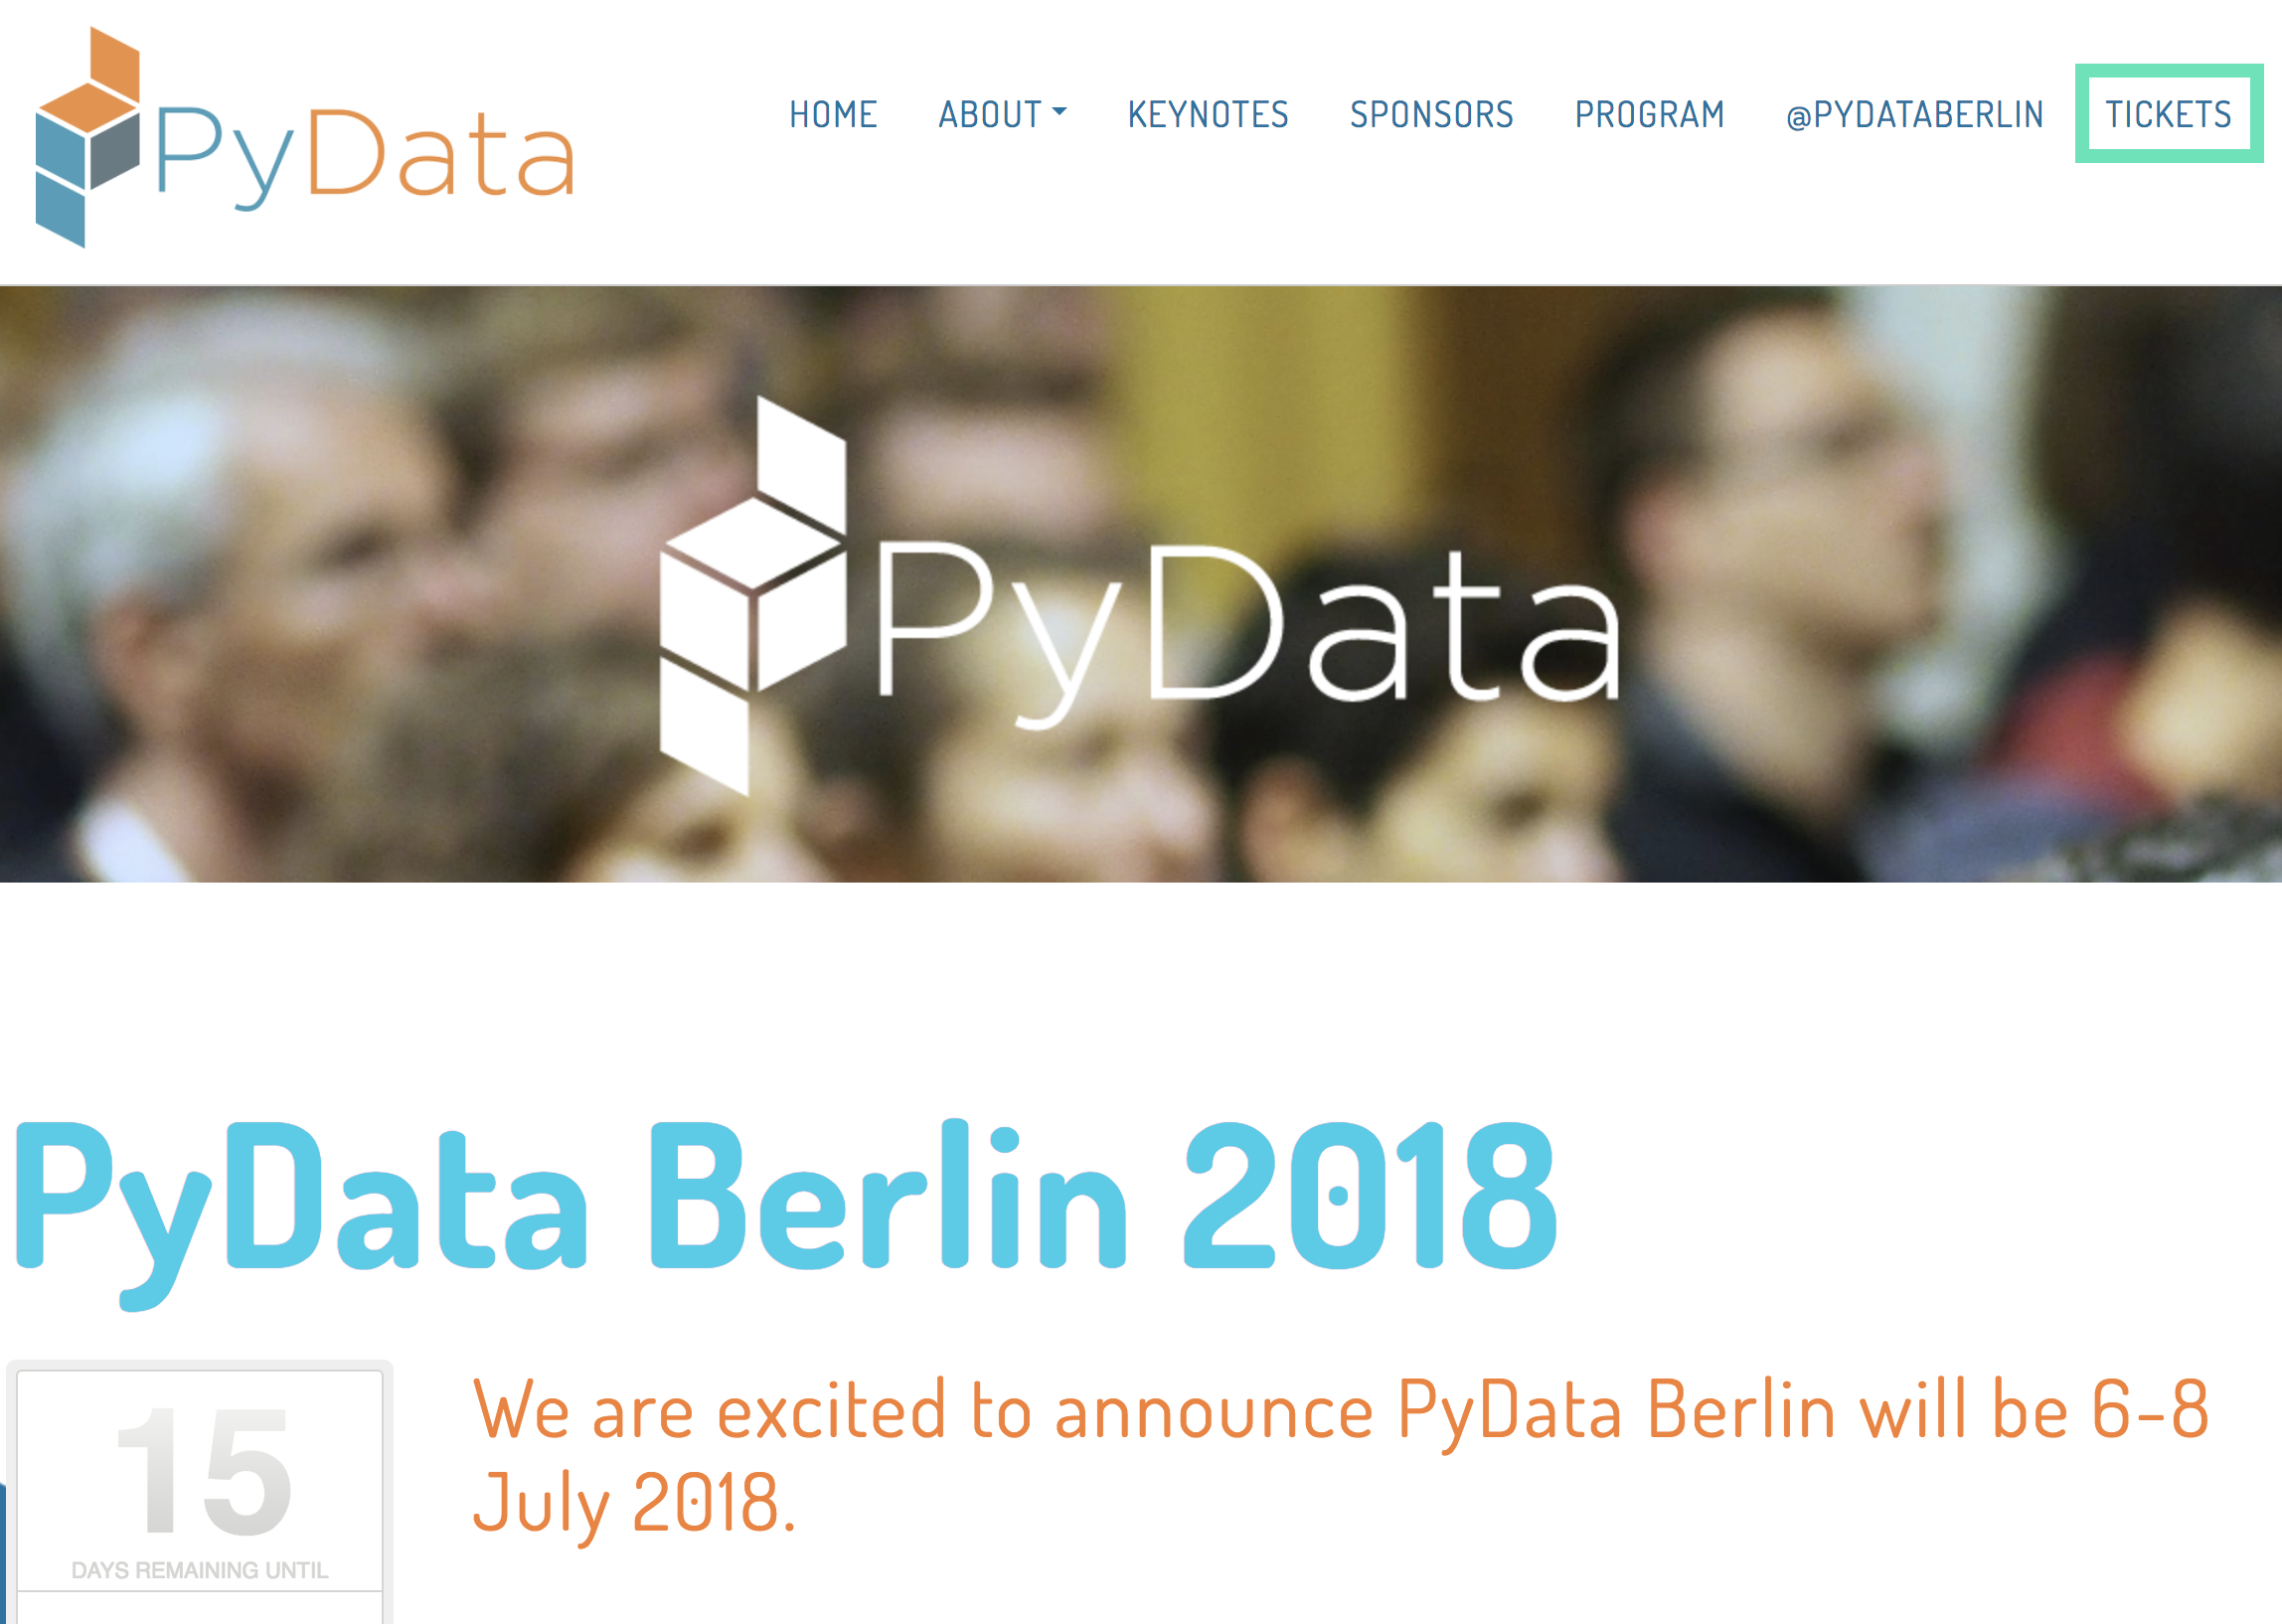 PyData
HOME ABOUT KEYNOTES SPONSORS PROGRAM @PYDATABERLIN TICKETS
PyData
PyData Berlin 2018
15
DAYS REMAINING UNTIL
We are excited to announce PyData Berlin will be 6-8
July 2018.